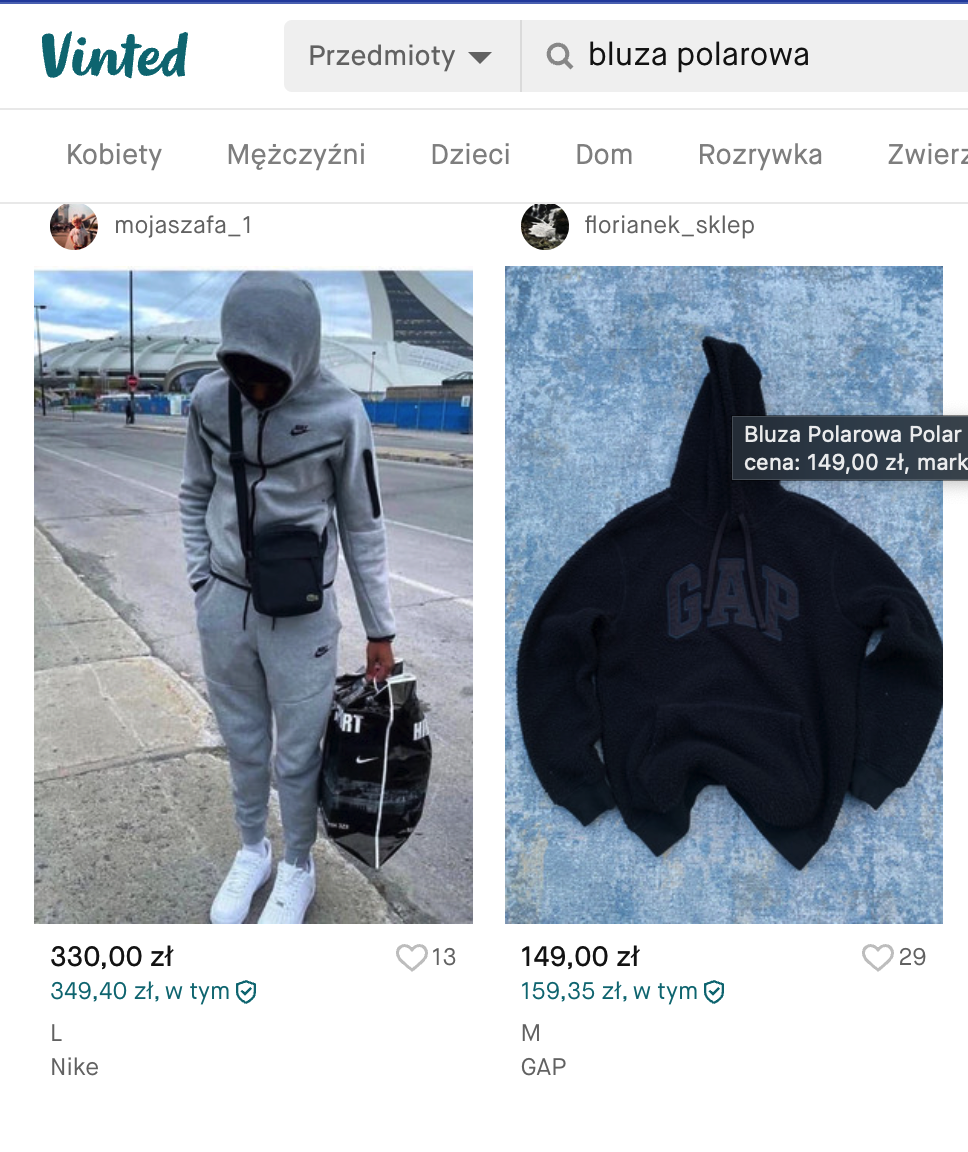 Vinted
Przedmioty
bluza polarowa
Kobiety
Mężczyźni
Dzieci
Dom
Rozrywka
Zwierz
mojaszafa_1
florianek_sklep
Bluza Polarowa Polar
cena: 149,00 zł, mark
GAP
330,00 zł
13
349,40 zł, w tym
L
Nike
149,00 zł
29
159,35 zł, w tym
M
GAP